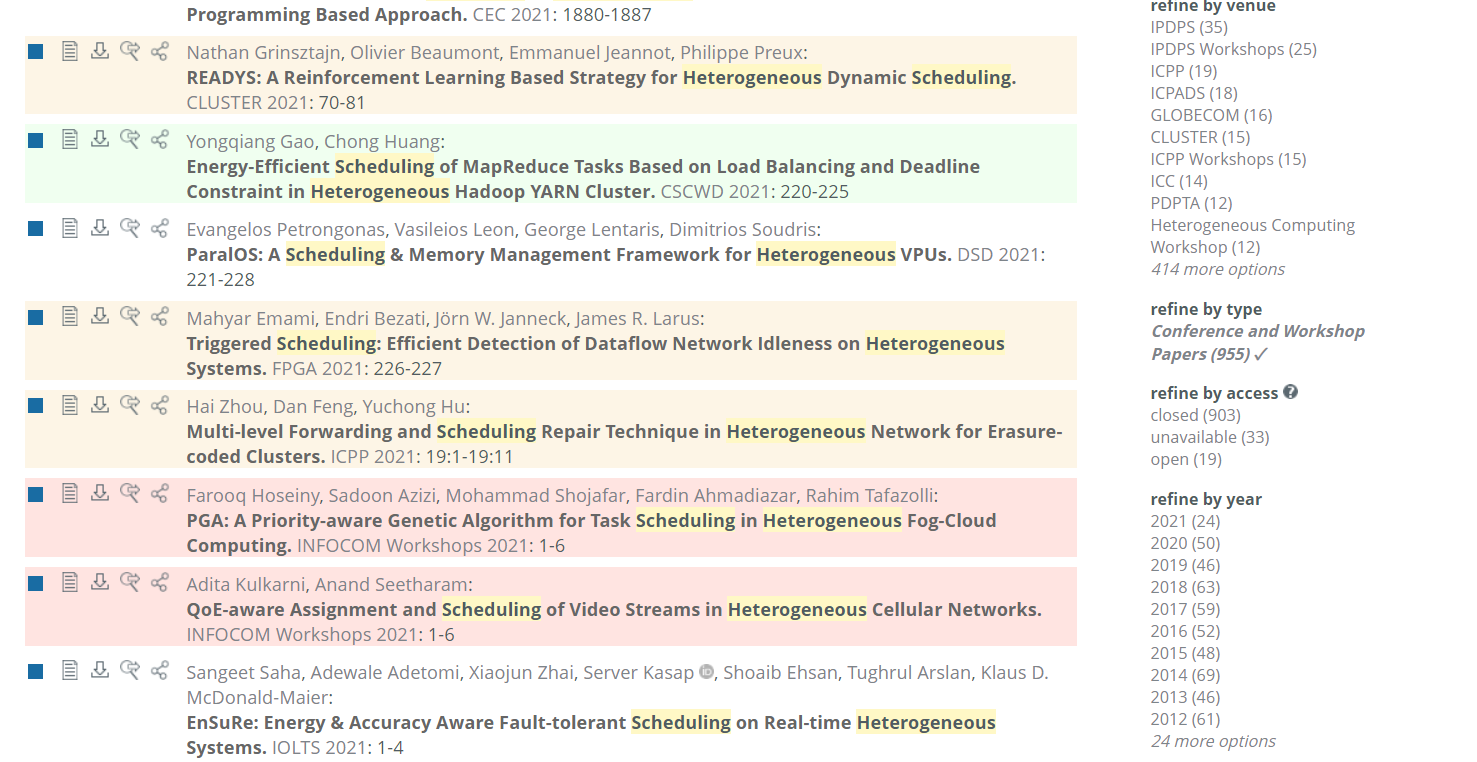 Programming Based Approach. CEC 2021: 1880-1887
Nathan Grinsztajn, Olivier Beaumont, Emmanuel Jeannot, Philippe Preux:
READYS: A Reinforcement Learning Based Strategy for Heterogeneous Dynamic Scheduling.
CLUSTER 2021: 70-81
Yongqiang Gao, Chong Huang:
Energy-Efficient Scheduling of MapReduce Tasks Based on Load Balancing and Deadline
Constraint in Heterogeneous Hadoop YARN Cluster. CSCWD 2021: 220-225
Evangelos Petrongonas, Vasileios Leon, George Lentaris, Dimitrios Soudris:
ParalOS: A Scheduling & Memory Management Framework for Heterogeneous VPUs. DSD 2021:
221-228
Mahyar Emami, Endri Bezati, Jörn W. Janneck, James R. Larus:
Triggered Scheduling: Efficient Detection of Dataflow Network Idleness on Heterogeneous
Systems. FPGA 2021: 226-227
Hai Zhou, Dan Feng, Yuchong Hu:
Multi-level Forwarding and Scheduling Repair Technique in Heterogeneous Network for Erasure-
coded Clusters. ICPP 2021: 19:1-19:11
Farooq Hoseiny, Sadoon Azizi, Mohammad Shojafar, Fardin Ahmadiazar, Rahim Tafazolli:
PGA: A Priority-aware Genetic Algorithm for Task Scheduling in Heterogeneous Fog-Cloud
Computing. INFOCOM Workshops 2021: 1-6
Adita Kulkarni, Anand Seetharam:
QoE-aware Assignment and Scheduling of Video Streams in Heterogeneous Cellular Networks.
INFOCOM Workshops 2021: 1-6
Sangeet Saha, Adewale Adetomi, Xiaojun Zhai, Server Kasap iD, Shoaib Ehsan, Tughrul Arslan, Klaus D.
McDonald-Maier:
EnSuRe: Energy & Accuracy Aware Fault-tolerant Scheduling on Real-time Heterogeneous
Systems. IOLTS 2021: 1-4
refine by venue
IPDPS (35)
IPDPS Workshops (25)
ICPP (19)
ICPADS (18)
GLOBECOM (16)
CLUSTER (15)
ICPP Workshops (15)
ICC (14)
PDPTA (12)
Heterogeneous Computing
Workshop (12)
414 more options
refine by type
Conference and Workshop
Papers (955) ✓
refine by access ?
closed (903)
unavailable (33)
open (19)
refine by year
2021 (24)
2020 (50)
2019 (46)
2018 (63)
2017 (59)
2016 (52)
2015 (48)
2014 (69)
2013 (46)
2012 (61)
24 more options